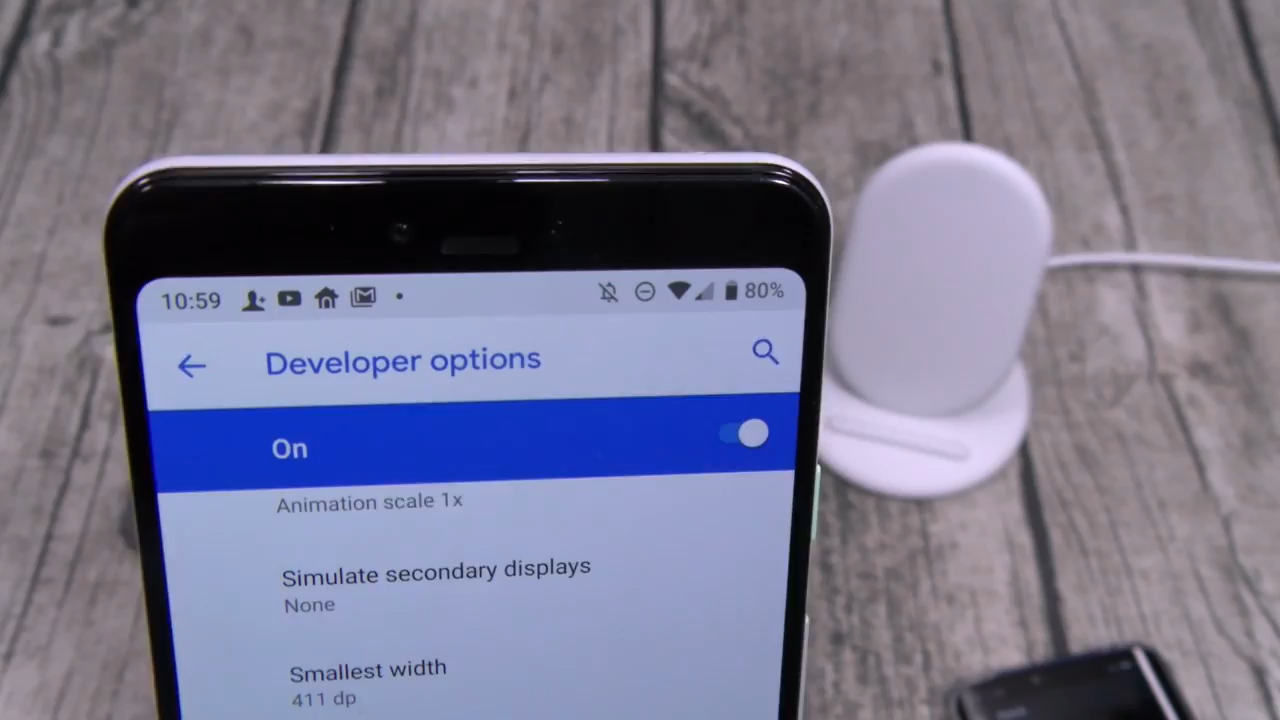 10:59 80%
Developer options
On
Animation scale 1x
Simulate secondary displays
None
Smallest width
411 dp